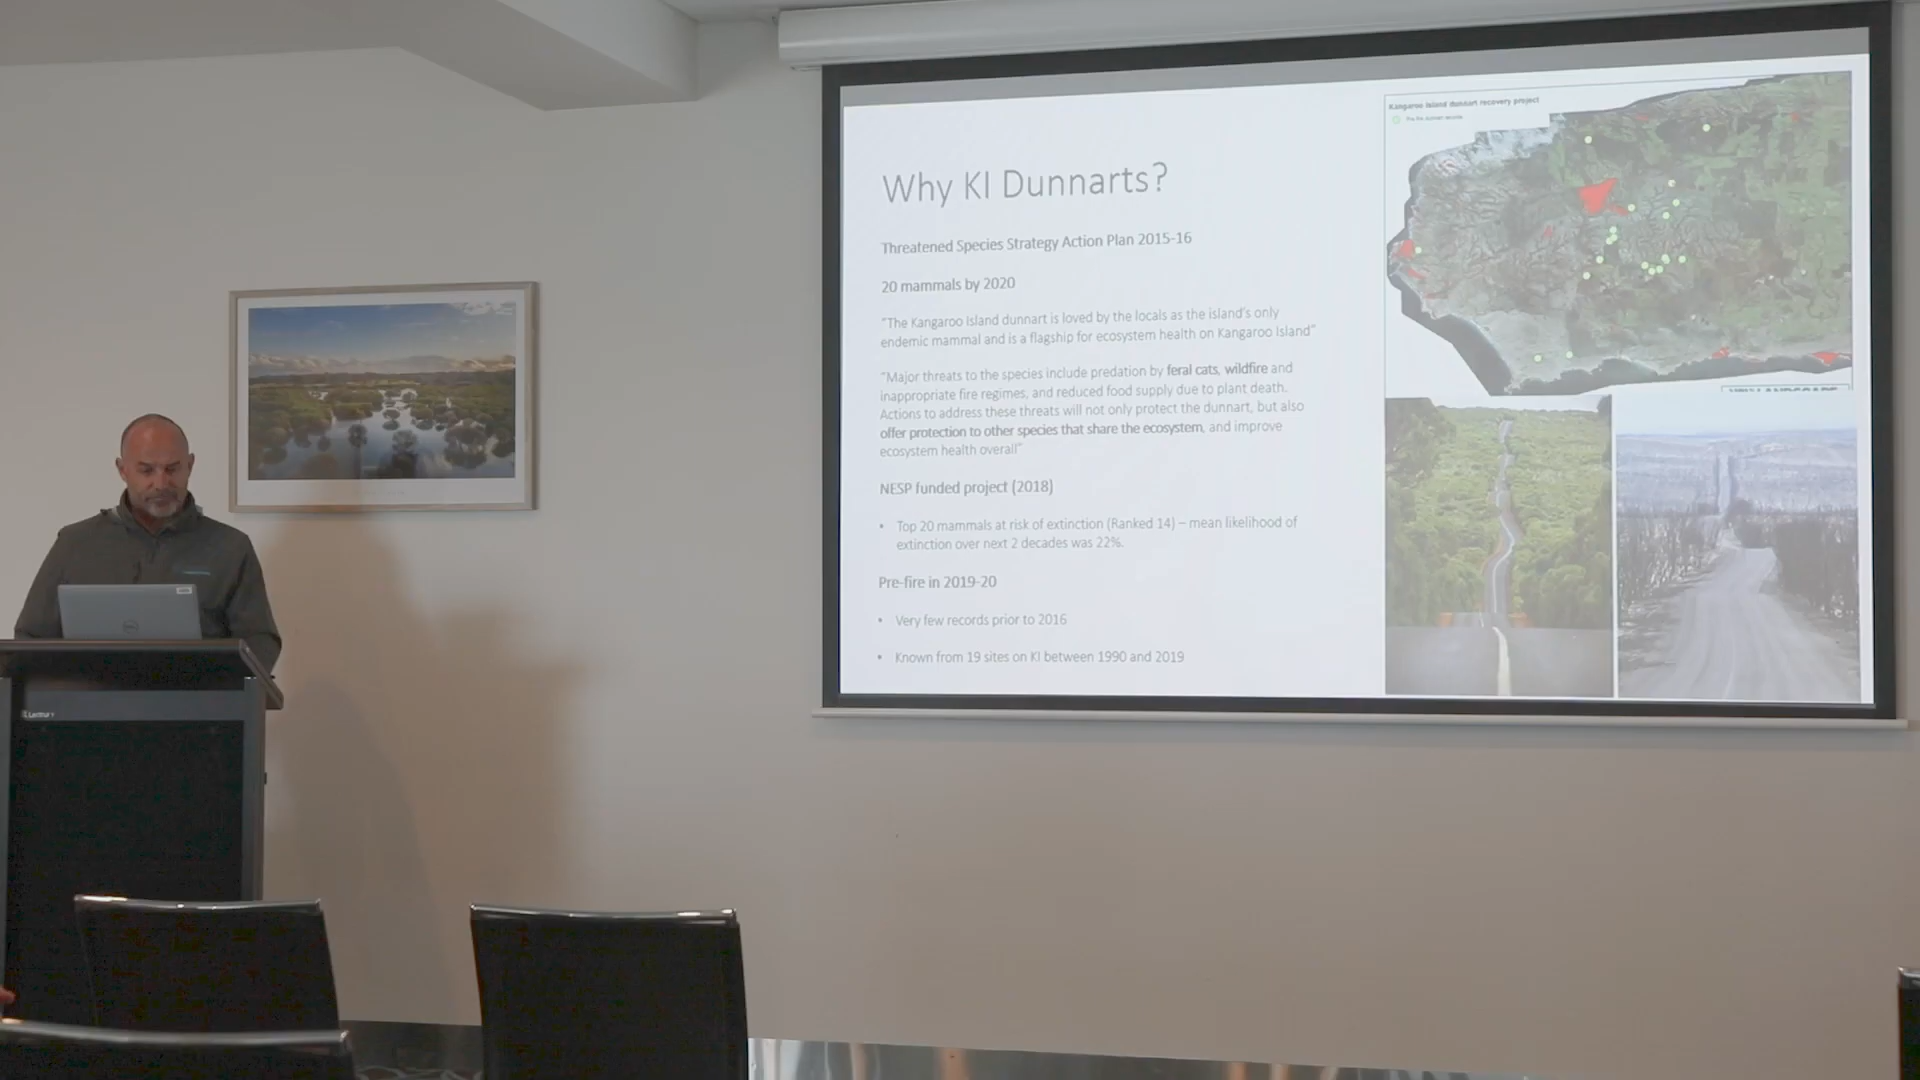 Why KI Dunnarts?
Threatened Species Strategy Action Plan 2015-16
20 mammals by 2020
"The Kangaroo Island dunnart is loved by the locals as the island's only
endemic mammal and is a flagship for ecosystem health on Kangaroo Island"
"Major threats to the species include predation by feral cats, wildfire and
inappropriate fire regimes, and reduced food supply due to plant death.
Actions to address these threats will not only protect the dunnart, but also
offer protection to other species that share the ecosystem, and improve
ecosystem health overall"
NESP funded project (2018)
• Top 20 mammals at risk of extinction (Ranked 14) – mean likelihood of
extinction over next 2 decades was 22%.
Pre-fire in 2019-20
• Very few records prior to 2016
• Known from 19 sites on KI between 1990 and 2019
Kangaroo Island dunnart recovery project
Pre fire dunnart records
DELL